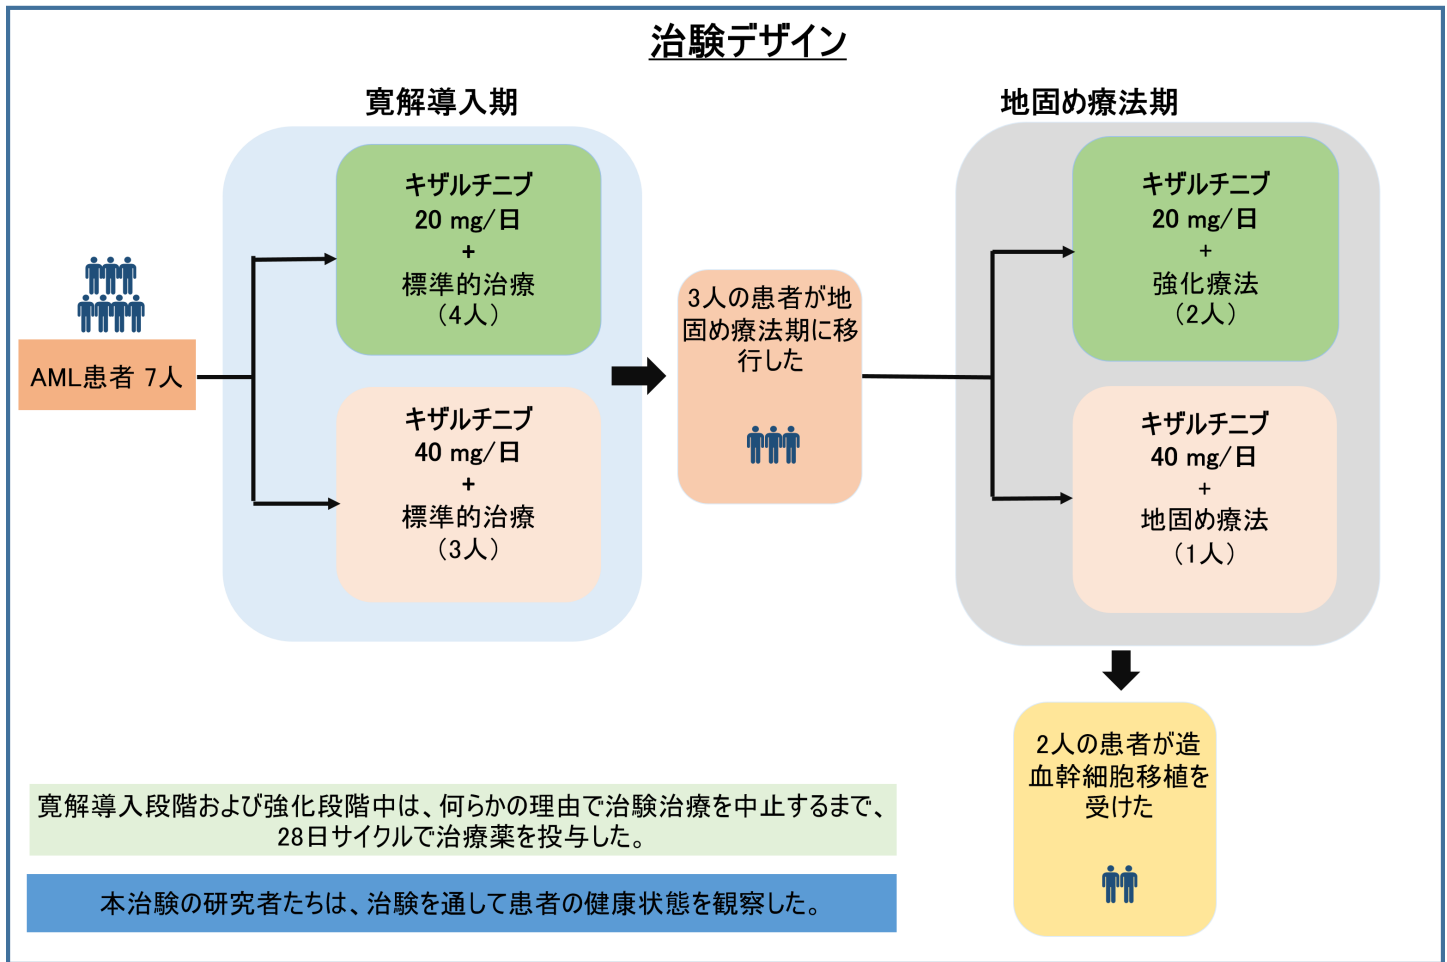 治験デザイン
寛解導入期
キザルチニブ
20 mg/日
+
標準的治療
（4人）
AML患者 7人
キザルチニブ
40 mg/日
+
標準的治療
（3人）
3人の患者が地
固め療法期に移
行した
地固め療法期
キザルチニブ
20 mg/日
+
強化療法
（2人）
キザルチニブ
40 mg/日
+
地固め療法
（1人）
2人の患者が造
血幹細胞移植を
受けた
寛解導入段階および強化段階中は、何らかの理由で治験治療を中止するまで、
28日サイクルで治療薬を投与した。
本治験の研究者たちは、治験を通して患者の健康状態を観察した。